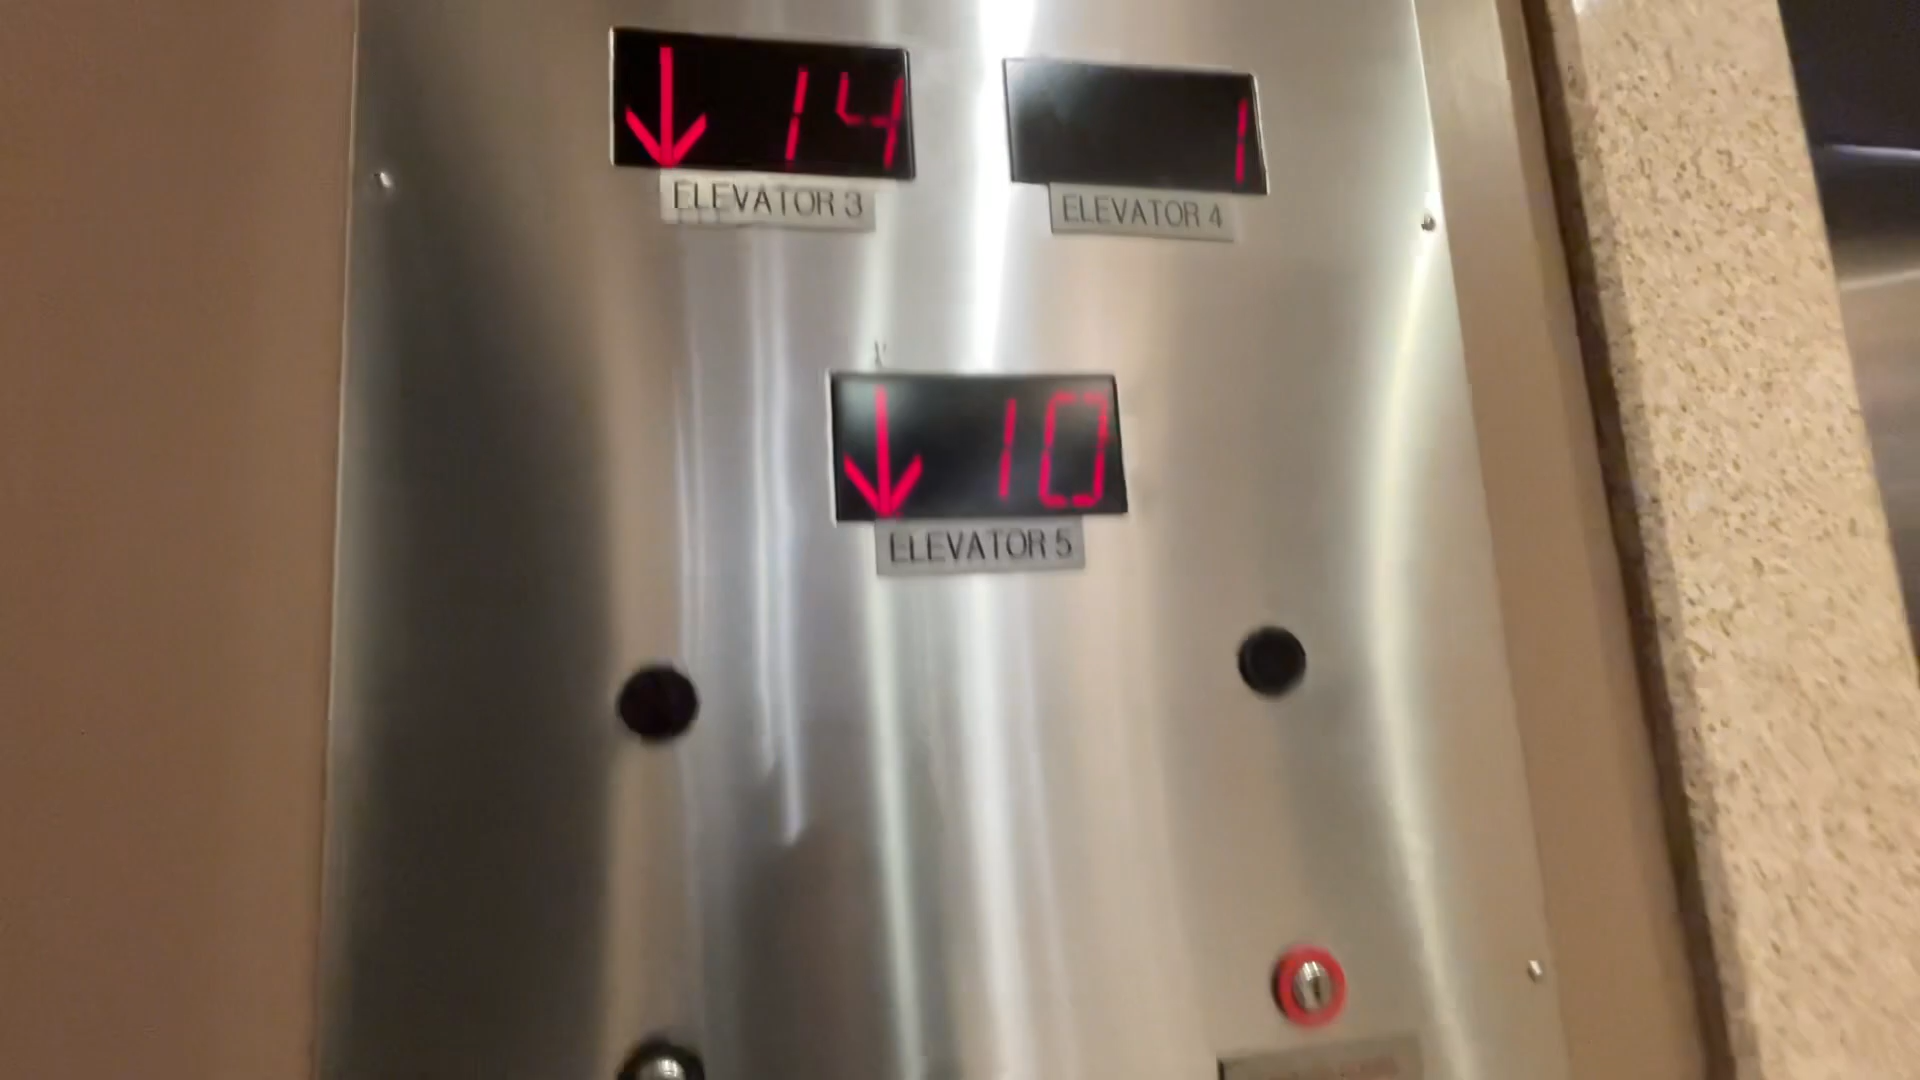 ↓ 14
1
ELEVATOR 3
ELEVATOR 4
↓ 10
ELEVATOR 5